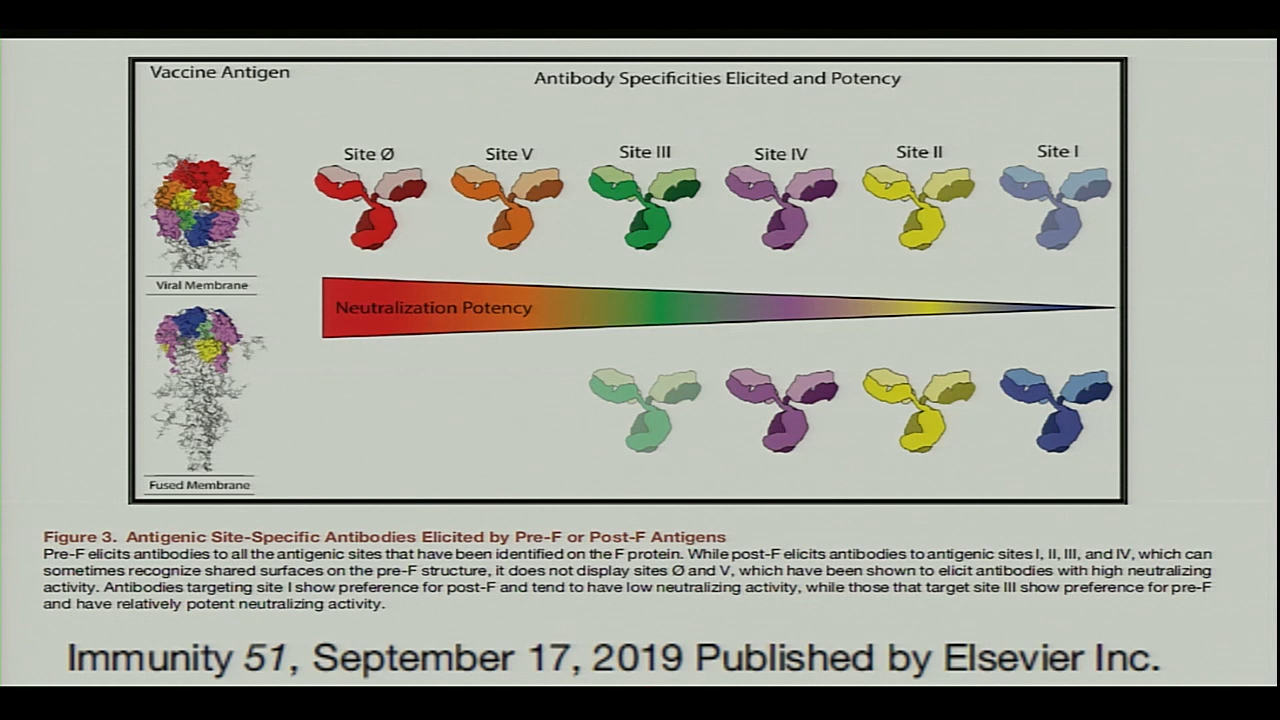 Vaccine Antigen
Antibody Specificities Elicited and Potency
Site Ø
Site V
Site III
Site IV
Site II
Site I
Viral Membrane
Neutralization Potency
Fused Membrane
Figure 3. Antigenic Site-Specific Antibodies Elicited by Pre-F or Post-F Antigens
Pre-F elicits antibodies to all the antigenic sites that have been identified on the F protein. While post-F elicits antibodies to antigenic sites I, II, III, and IV, which can
sometimes recognize shared surfaces on the pre-F structure, it does not display sites Ø and V, which have been shown to elicit antibodies with high neutralizing
activity. Antibodies targeting site I show preference for post-F and tend to have low neutralizing activity, while those that target site III show preference for pre-F
and have relatively potent neutralizing activity.
Immunity 51, September 17, 2019 Published by Elsevier Inc.